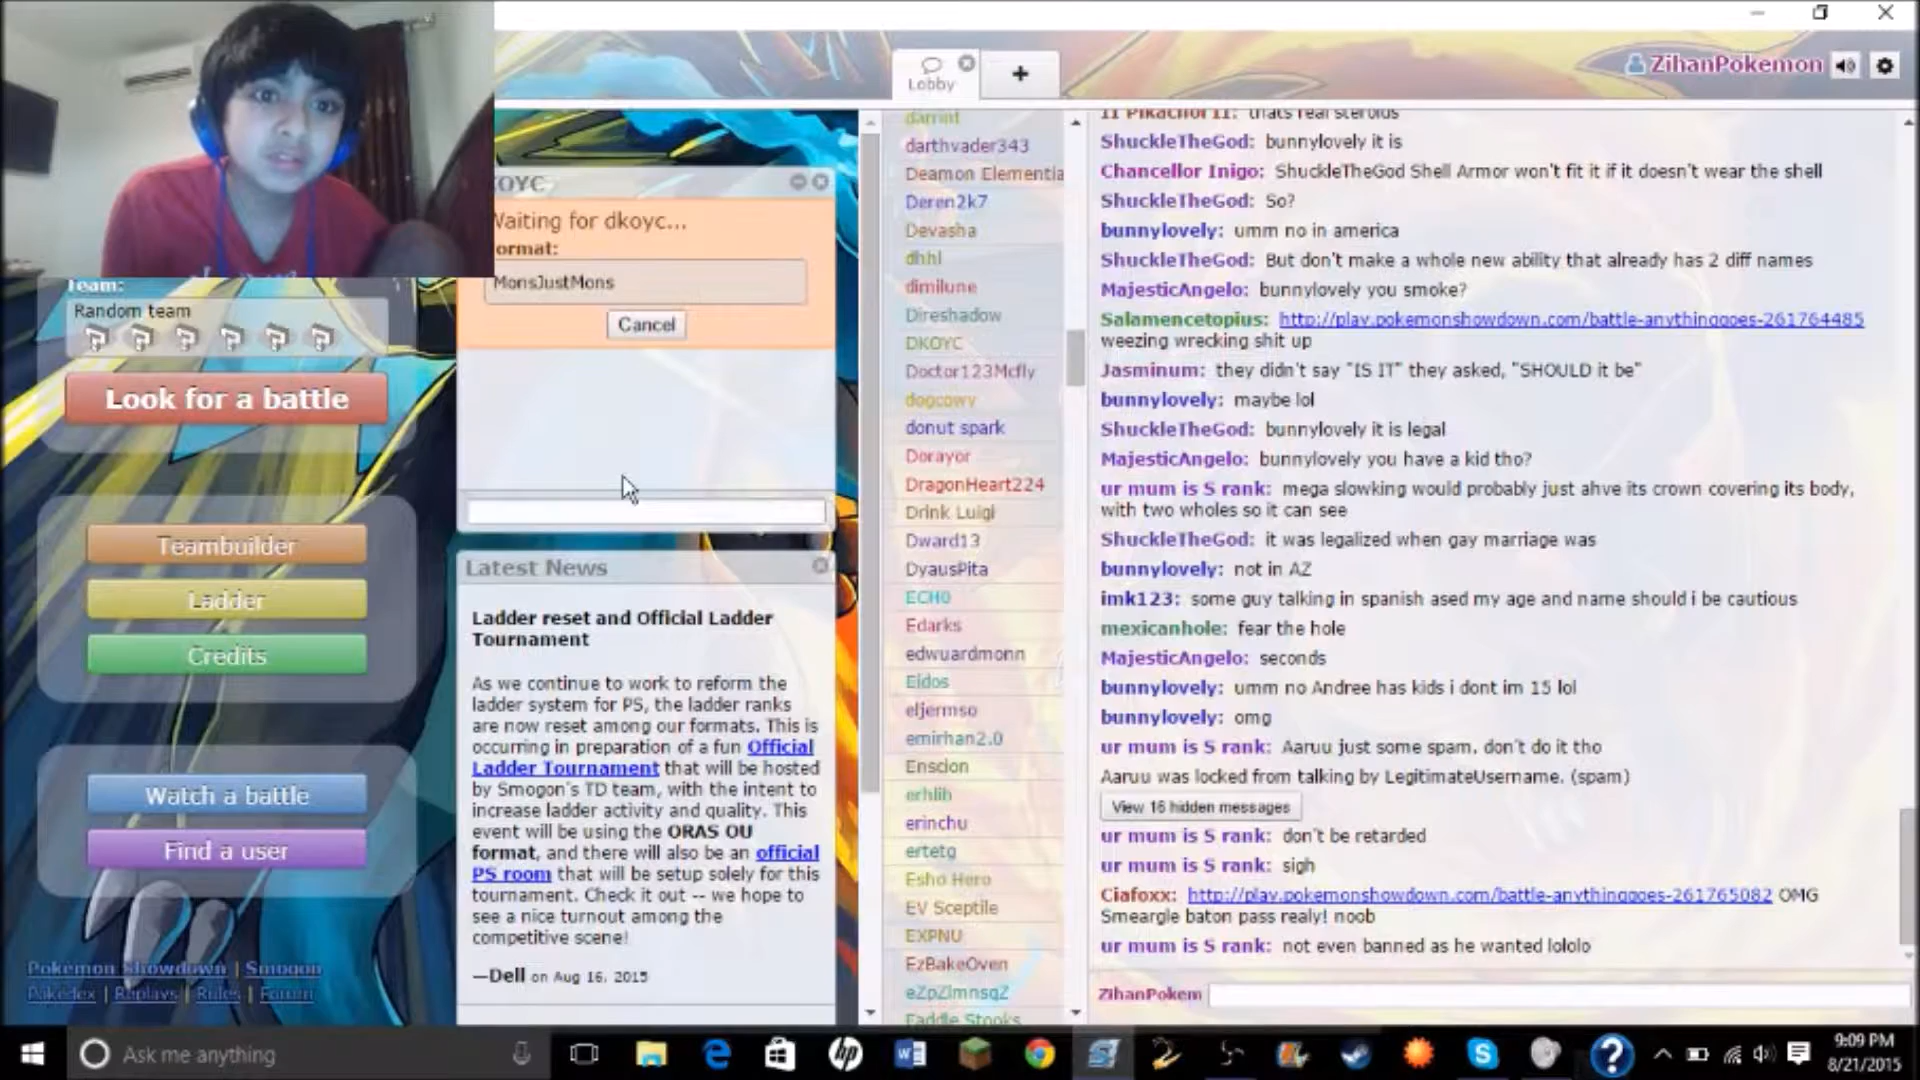 Lobby
ZihanPokemon
OYC
Waiting for dkoyc...
ormat:
MonsJustMons
Cancel
Team:
Random team
Look for a battle
Teambuilder
Ladder
Credits
Watch a battle
Find a user
Pokemon Showdown | Smogon
Pokédex | Replays | Rules | Forum
Latest News
Ladder reset and Official Ladder
Tournament
As we continue to work to reform the
ladder system for PS, the ladder ranks
are now reset among our formats. This is
occurring in preparation of a fun Official
Ladder Tournament that will be hosted
by Smogon's TD team, with the intent to
increase ladder activity and quality. This
event will be using the ORAS OU
format, and there will also be an official
PS room that will be setup solely for this
tournament. Check it out -- we hope to
see a nice turnout among the
competitive scene!
—Dell on Aug 16, 2015
darthvader343
Deamon Elementia
Deren2k7
Devasha
dhhl
dimilune
Direshadow
DKOYC
Doctor123Mcfly
dogcowy
donut spark
Dorayor
DragonHeart224
Drink Luigi
Dward13
DyausPita
ECH0
Edarks
edwuardmonn
Eidos
eljermso
emirhan2.0
Enscion
erhlib
erinchu
ertetg
Esho Hero
EV Sceptile
EXPNU
EzBakeOven
eZpZlmnsqZ
Faddle Stooks
11 Pikachor11: thats real steroids
ShuckleTheGod: bunnylovely it is
Chancellor Inigo: ShuckleTheGod Shell Armor won't fit it if it doesn't wear the shell
ShuckleTheGod: So?
bunnylovely: umm no in america
ShuckleTheGod: But don't make a whole new ability that already has 2 diff names
MajesticAngelo: bunnylovely you smoke?
Salamencetopius: http://play.pokemonshowdown.com/battle-anythinggoes-261764485
weezing wrecking shit up
Jasminum: they didn't say "IS IT" they asked, "SHOULD it be"
bunnylovely: maybe lol
ShuckleTheGod: bunnylovely it is legal
MajesticAngelo: bunnylovely you have a kid tho?
ur mum is S rank: mega slowking would probably just ahve its crown covering its body,
with two wholes so it can see
ShuckleTheGod: it was legalized when gay marriage was
bunnylovely: not in AZ
imk123: some guy talking in spanish ased my age and name should i be cautious
mexicanhole: fear the hole
MajesticAngelo: seconds
bunnylovely: umm no Andree has kids i dont im 15 lol
bunnylovely: omg
ur mum is S rank: Aaruu just some spam, don't do it tho
Aaruu was locked from talking by LegitimateUsername. (spam)
View 16 hidden messages
ur mum is S rank: don't be retarded
ur mum is S rank: sigh
Ciafoxx: http://play.pokemonshowdown.com/battle-anythinggoes-261765082 OMG
Smeargle baton pass realy! noob
ur mum is S rank: not even banned as he wanted lololo
ZihanPokem
Ask me anything
9:09 PM
8/21/2015